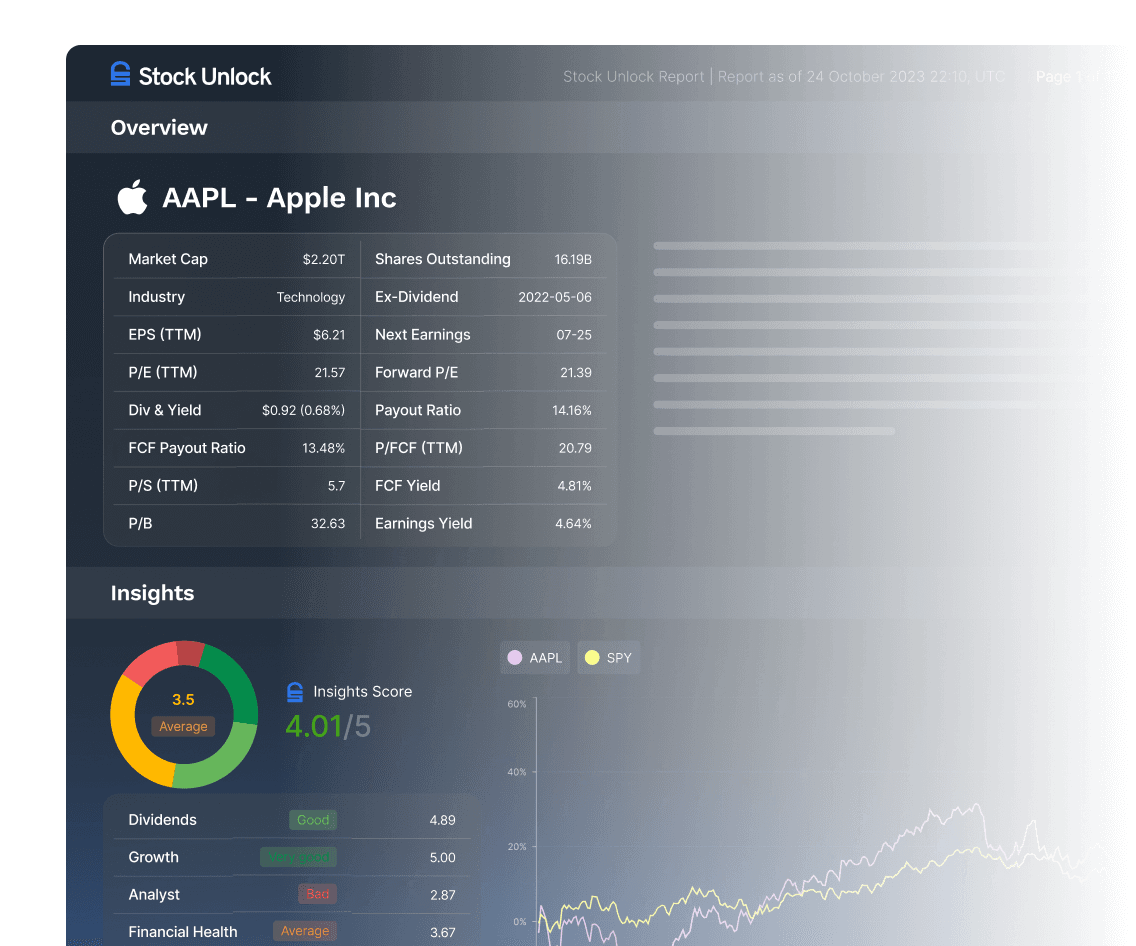 Stock Unlock
Stock Unlock Report | Report as of 24 October 2023 22:10, UTC Page
Overview
AAPL - Apple Inc
Market Cap $2.20T Shares Outstanding 16.19B
Industry Technology Ex-Dividend 2022-05-06
EPS (TTM) $6.21 Next Earnings 07-25
P/E (TTM) 21.57 Forward P/E 21.39
Div & Yield $0.92 (0.68%) Payout Ratio 14.16%
FCF Payout Ratio 13.48% P/FCF (TTM) 20.79
P/S (TTM) 5.7 FCF Yield 4.81%
P/B 32.63 Earnings Yield 4.64%
Insights
3.5
Average
Insights Score
4.01/5
Dividends Good 4.89
Growth Very good 5.00
Analyst Bad 2.87
Financial Health Average 3.67
AAPL SPY
60%
40%
20%
0%